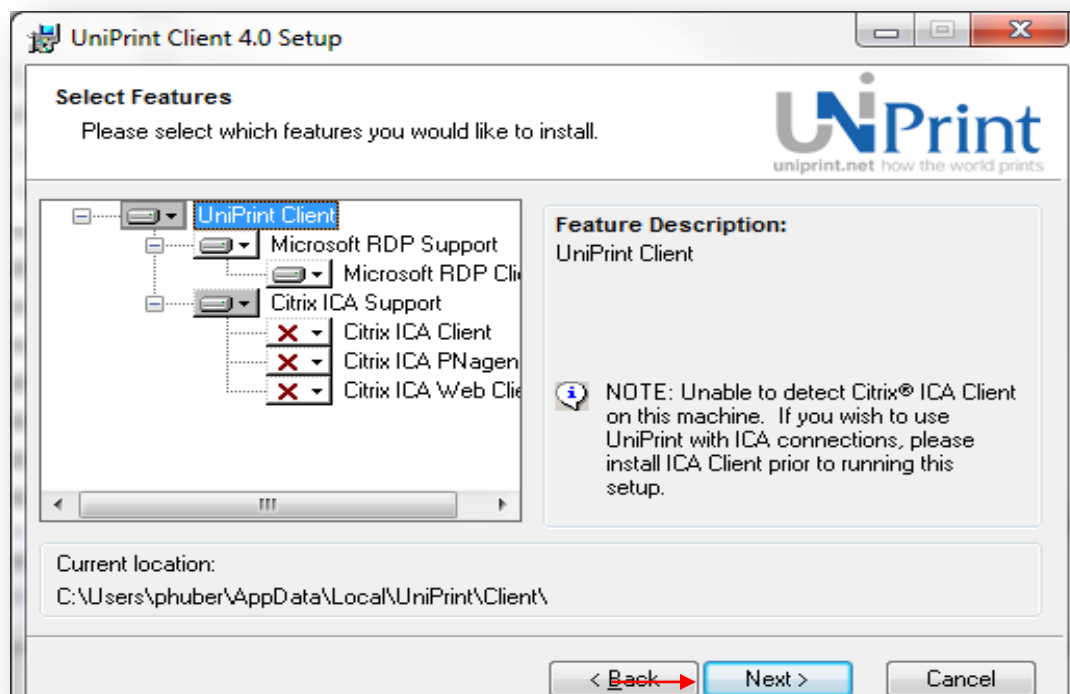 UniPrint Client 4.0 Setup
Select Features
Please select which features you would like to install.
UNiPrint
uniprint.net how the world prints
UniPrint Client
Microsoft RDP Support
Microsoft RDP Cli
Citrix ICA Support
Citrix ICA Client
Citrix ICA PNagen
Citrix ICA Web Clie
Feature Description:
UniPrint Client
NOTE: Unable to detect Citrix® ICA Client
on this machine. If you wish to use
UniPrint with ICA connections, please
install ICA Client prior to running this
setup.
Current location:
C:\Users\phuber\AppData\Local\UniPrint\Client\
< Back
Next >
Cancel